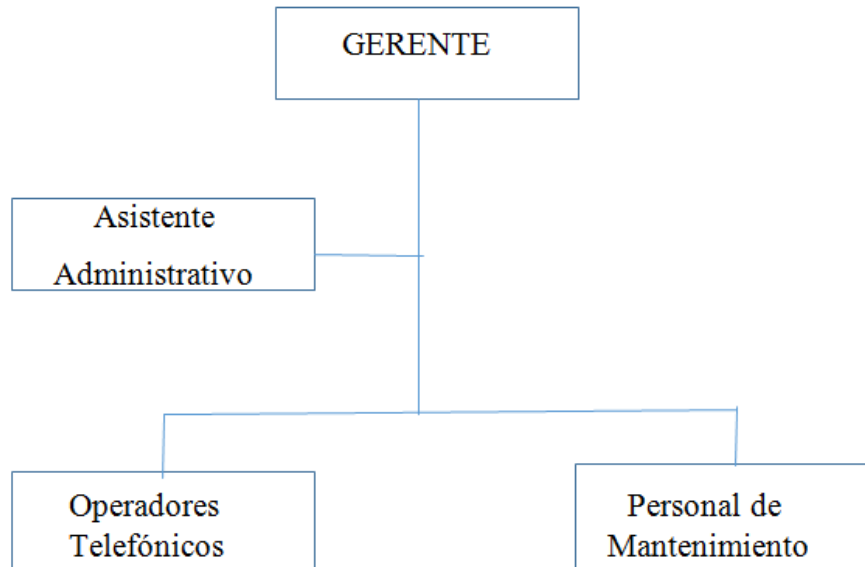 GERENTE
Asistente
Administrativo
Operadores
Telefónicos
Personal de
Mantenimiento